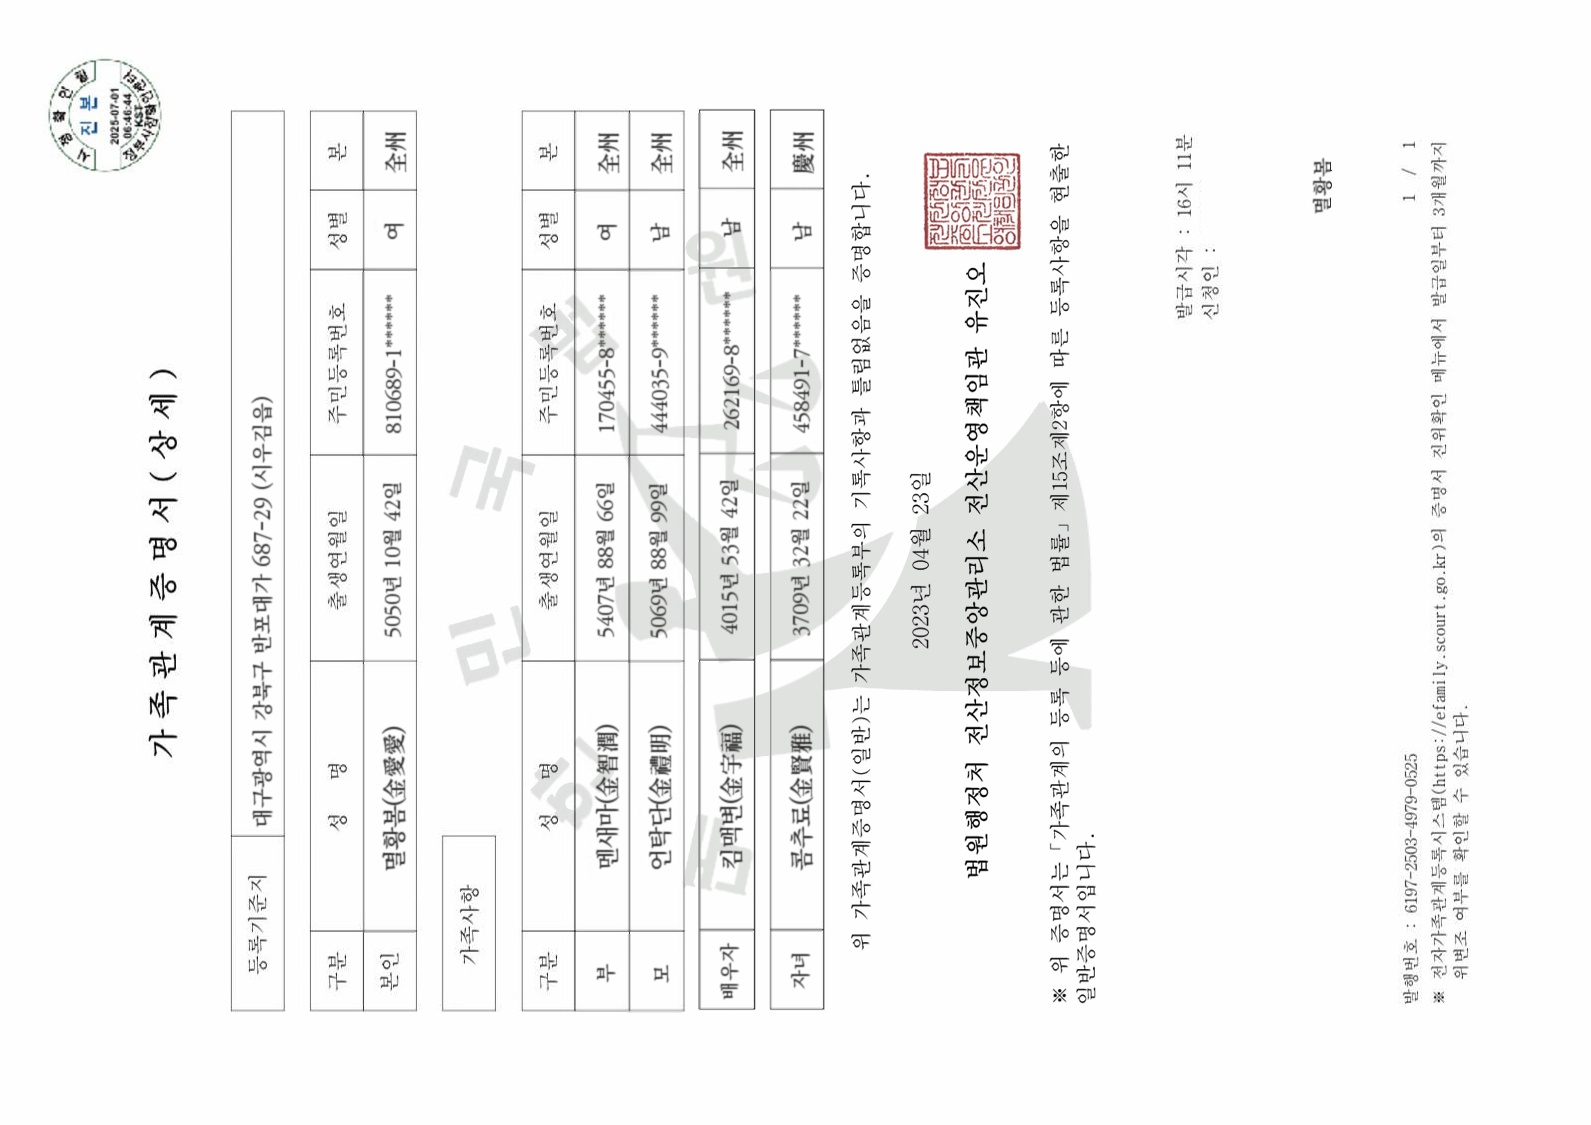 시 점 확 인 필
진 본
2025-07-01
06:46:44
KST
가 족 관 계 증 명 서 ( 상 세 )
등록기준지 대구광역시 강북구 반포대가 687-29 (시우김읍)
구분 성 명 출생연월일 주민등록번호 성별 본
본인 멸황봄(金愛愛) 5050년 10월 42일 810689-1****** 여 全州
가족사항
구분 성 명 출생연월일 주민등록번호 성별 본
부 멘새마(金智潤) 5407년 88월 66일 170455-8****** 여 全州
모 언탁단(金禮明) 5069년 88월 99일 444035-9****** 남 全州
배우자 킴맥변(金宇福) 4015년 53월 42일 262169-8****** 남 全州
자녀 콤추료(金賢雅) 3709년 32월 22일 458491-7****** 남 慶州
대 한 민 국 법 원
위 가족관계증명서(일반)는 가족관계등록부의 기록사항과 틀림없음을 증명합니다.
2023년 04월 23일
법원행정처 전산정보중앙관리소 전산운영책임관 유진오
※ 위 증명서는「가족관계의 등록 등에 관한 법률」제15조제2항에 따른 등록사항을 현출한
일반증명서입니다.
발급시각 : 16시 11분
신청인 :
멸황봄
발행번호 : 6197-2503-4979-0525 1 / 1
※ 전자가족관계등록시스템(https://efamily.scourt.go.kr)의 증명서 진위확인 메뉴에서 발급일부터 3개월까지
위변조 여부를 확인할 수 있습니다.